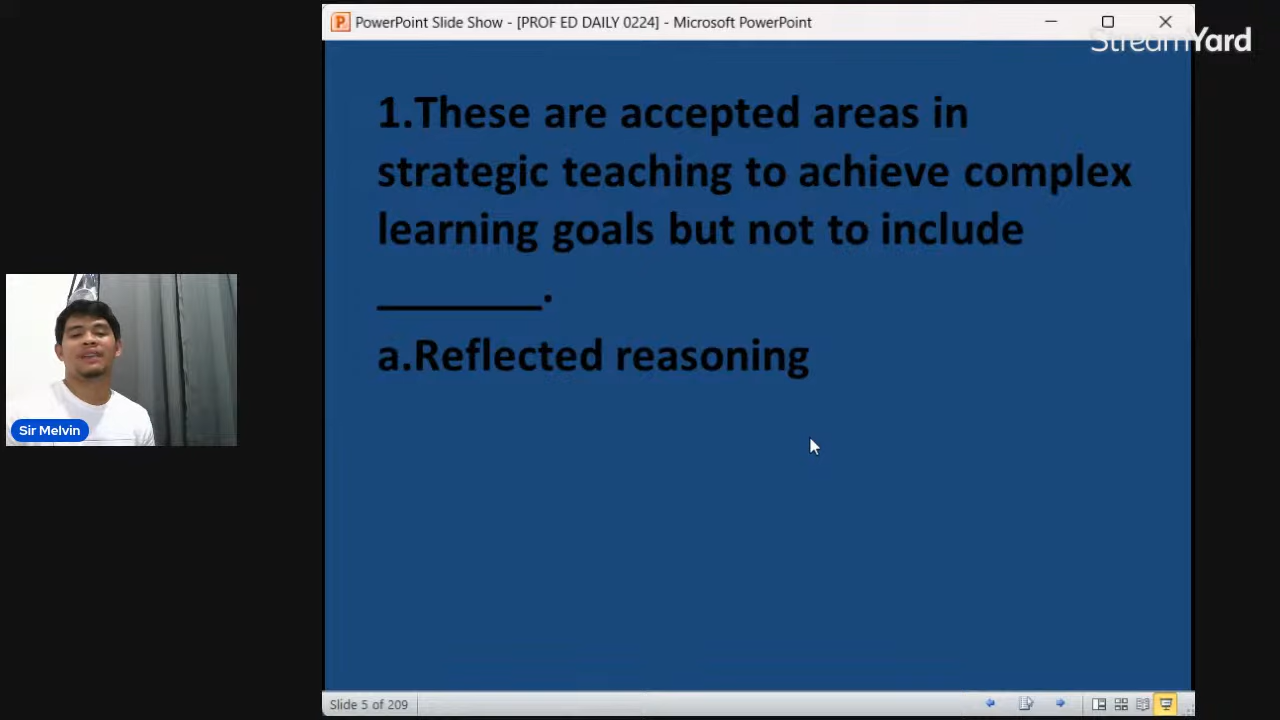 PowerPoint Slide Show - [PROF ED DAILY 0224] - Microsoft PowerPoint
StreamYard
1.These are accepted areas in
strategic teaching to achieve complex
learning goals but not to include
________.
a.Reflected reasoning
Sir Melvin
Slide 5 of 209